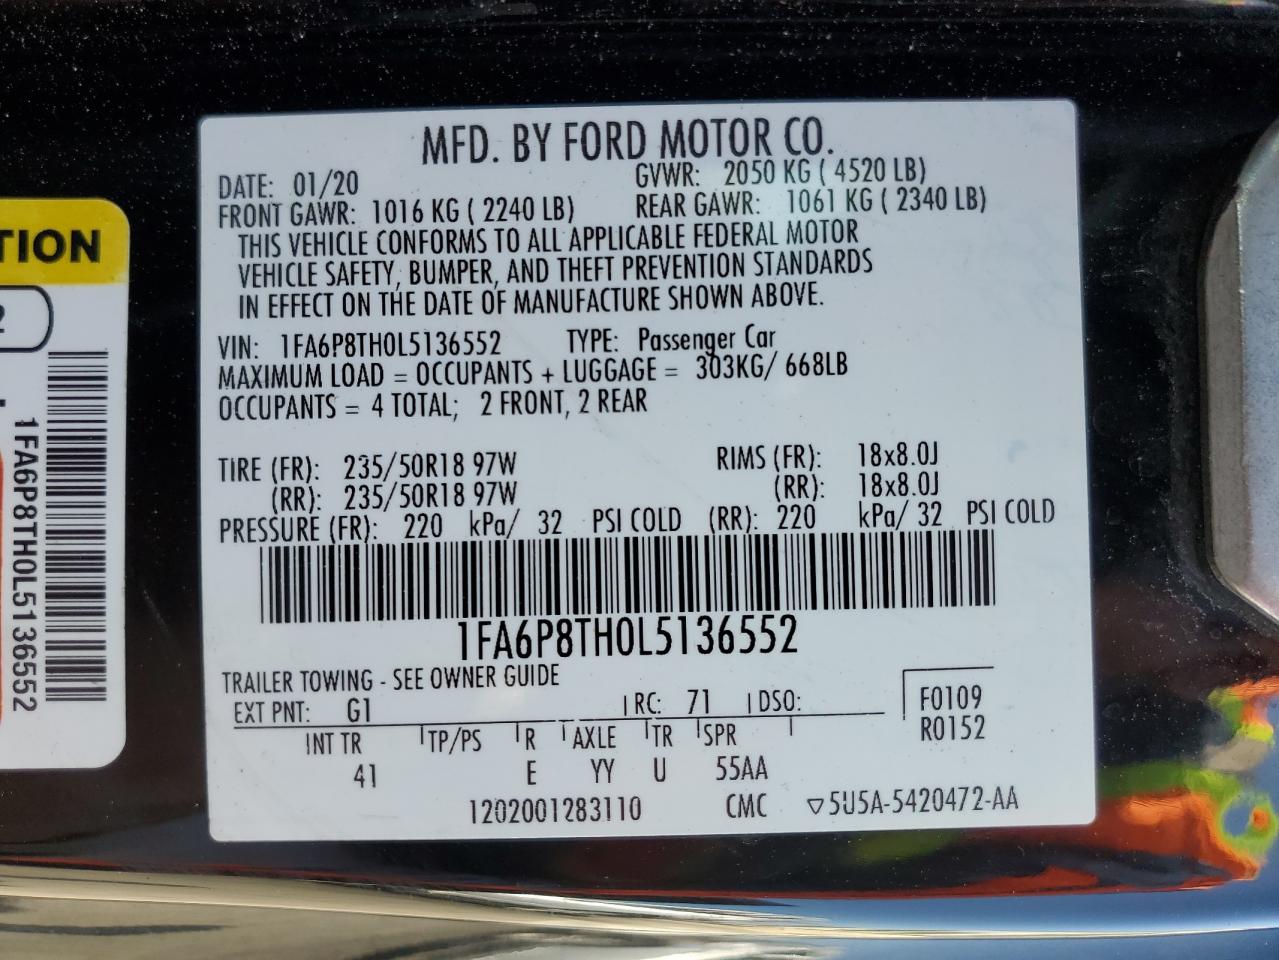 MFD. BY FORD MOTOR CO.
DATE: 01/20 GVWR: 2050 KG ( 4520 LB)
FRONT GAWR: 1016 KG ( 2240 LB) REAR GAWR: 1061 KG ( 2340 LB)
THIS VEHICLE CONFORMS TO ALL APPLICABLE FEDERAL MOTOR
VEHICLE SAFETY, BUMPER, AND THEFT PREVENTION STANDARDS
IN EFFECT ON THE DATE OF MANUFACTURE SHOWN ABOVE.
VIN: 1FA6P8TH0L5136552 TYPE: Passenger Car
MAXIMUM LOAD = OCCUPANTS + LUGGAGE = 303KG/ 668LB
OCCUPANTS = 4 TOTAL; 2 FRONT, 2 REAR
TIRE (FR): 235/50R18 97W RIMS (FR): 18x8.0J
(RR): 235/50R18 97W (RR): 18x8.0J
PRESSURE (FR): 220 kPa/ 32 PSI COLD (RR): 220 kPa/ 32 PSI COLD
1FA6P8TH0L5136552
TRAILER TOWING - SEE OWNER GUIDE
EXT PNT: G1 RC: 71 DSO: F0109
R0152
INT TR TP/PS R AXLE TR SPR
41 E YY U 55AA
1202001283110 CMC ▽5U5A-5420472-AA
TION
2
1FA6P8TH0L5136552